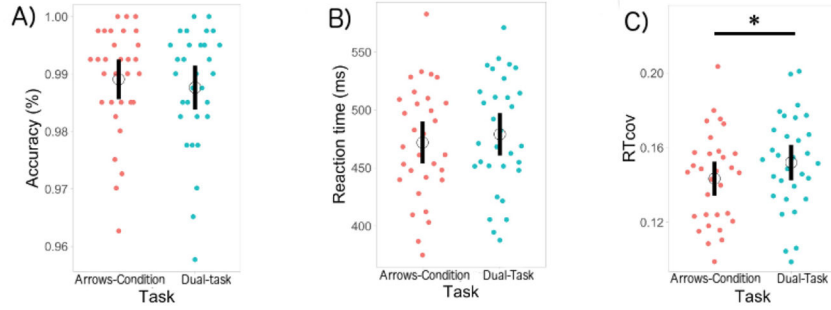 A)
Accuracy (%)
1.00
0.99
0.98
0.97
0.96
Arrows-Condition Dual-task
Task
B)
Reaction time (ms)
550
500
450
400
Arrows-Condition Dual-Task
Task
C)
*
RTcov
0.20
0.16
0.12
Arrows-Condition Dual-Task
Task